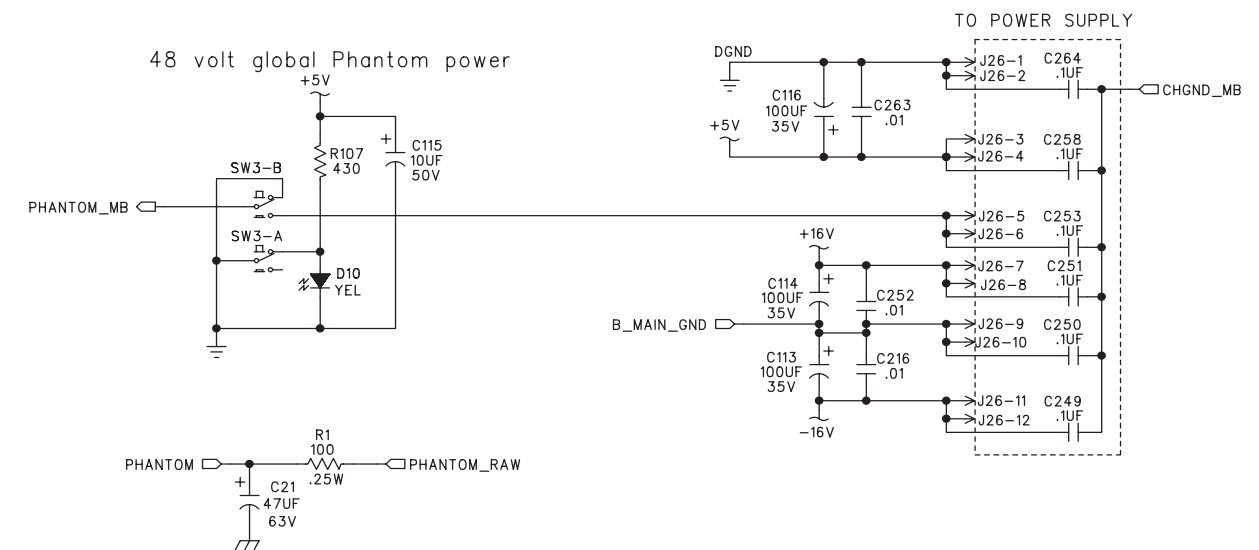 TO POWER SUPPLY
48 volt global Phantom power
+5V
R107
430
C115
10UF
50V
+
SW3-B
PHANTOM_MB
SW3-A
D10
YEL
DGND
C116
100UF
35V
+
C263
.01
+5V
J26-1
J26-2
C264
.1UF
CHGND_MB
J26-3
J26-4
C258
.1UF
J26-5
J26-6
C253
.1UF
+16V
J26-7
J26-8
C251
.1UF
C114
100UF
35V
+
C252
.01
B_MAIN_GND
J26-9
J26-10
C250
.1UF
C113
100UF
35V
+
C216
.01
J26-11
J26-12
C249
.1UF
-16V
PHANTOM
R1
100
.25W
PHANTOM_RAW
+
C21
47UF
63V